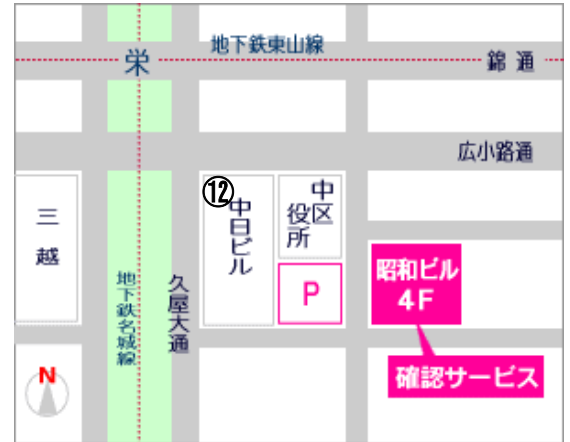 地下鉄東山線
栄
錦通
広小路通
三越
⑫
中日ビル
中区役所
P
昭和ビル
4F
地下鉄名城線
久屋大通
確認サービス
N